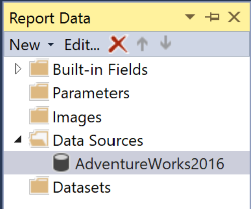 Report Data
New Edit...
Built-in Fields
Parameters
Images
Data Sources
AdventureWorks2016
Datasets